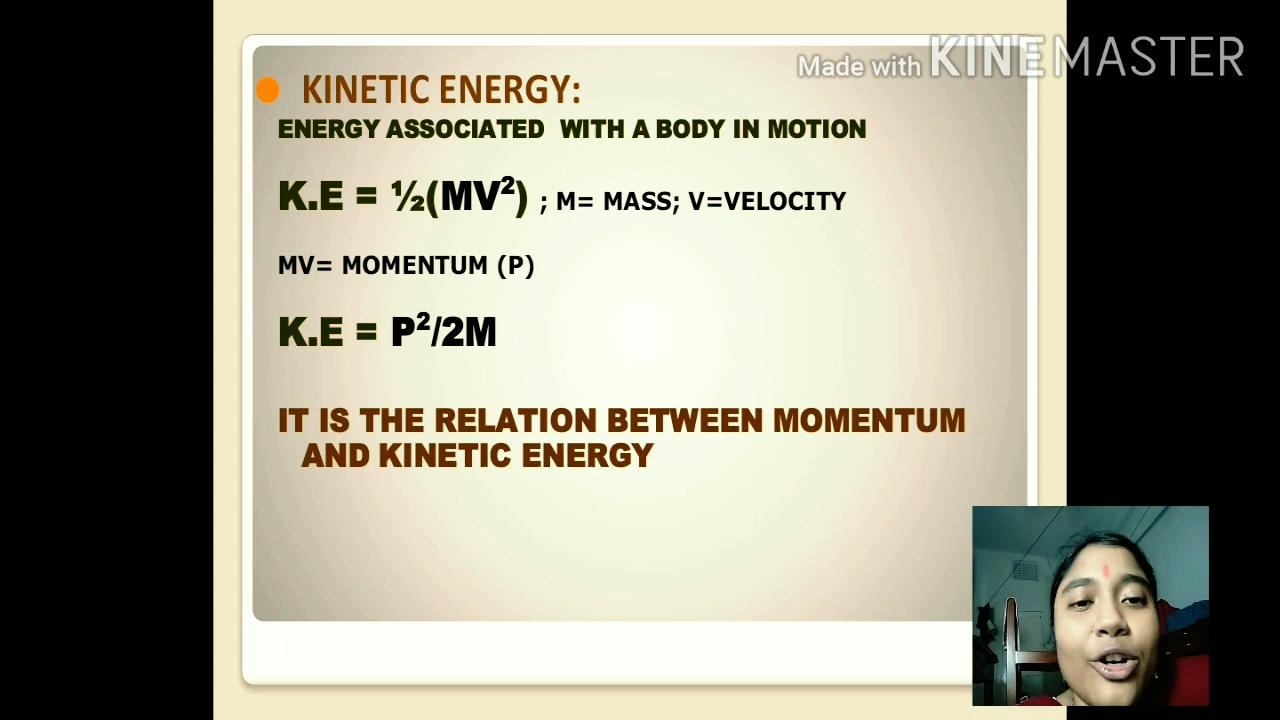 Made with KINEMASTER
KINETIC ENERGY:
ENERGY ASSOCIATED WITH A BODY IN MOTION
K.E = ½(MV²) ; M= MASS; V=VELOCITY
MV= MOMENTUM (P)
K.E = P²/2M
IT IS THE RELATION BETWEEN MOMENTUM
AND KINETIC ENERGY